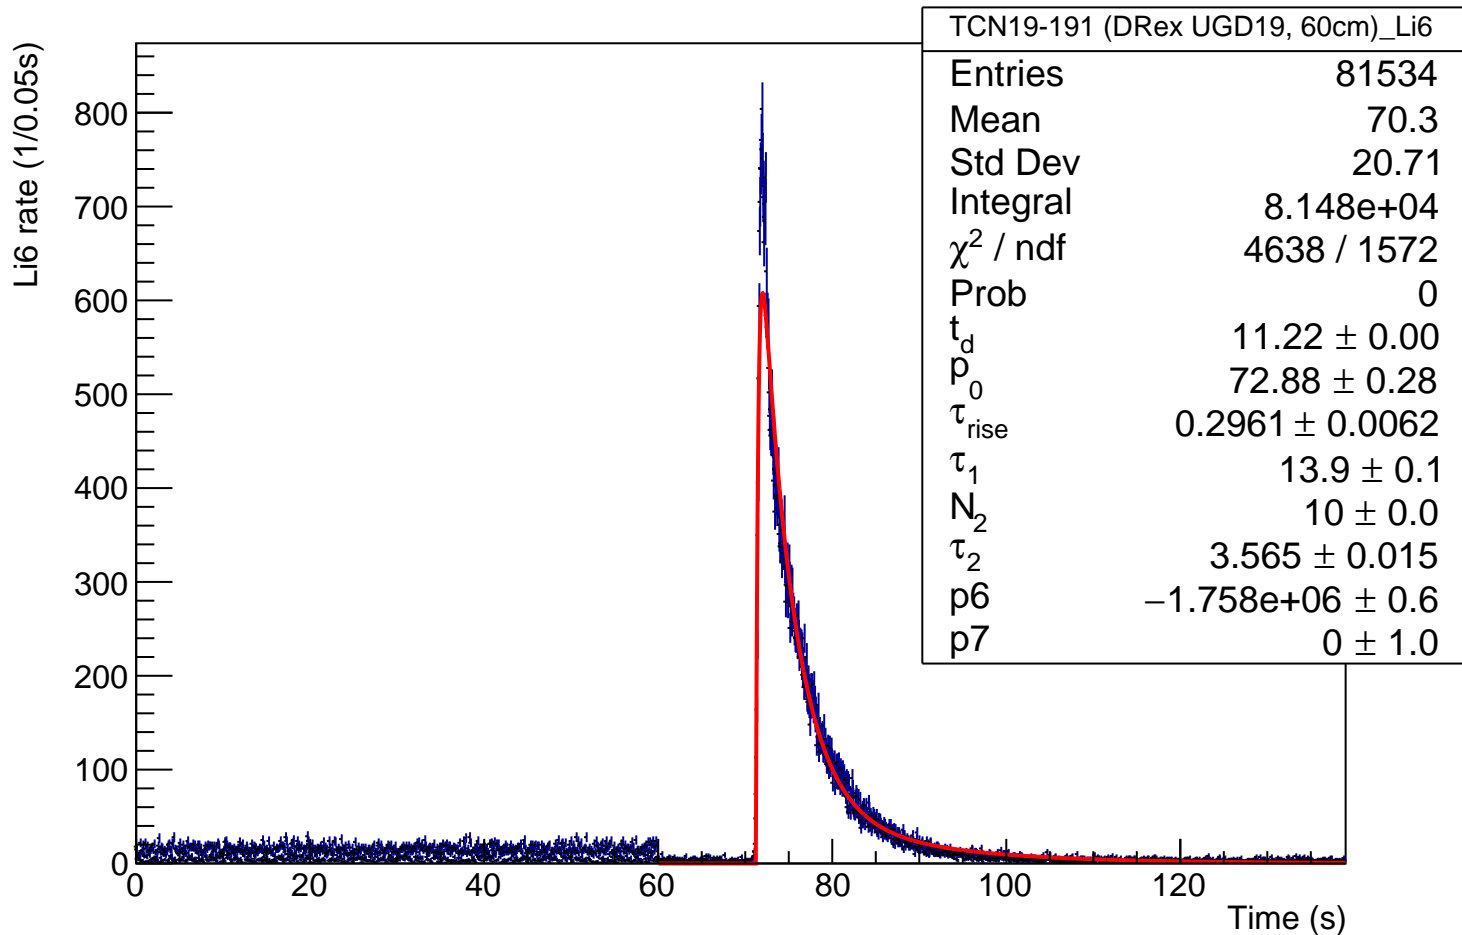 TCN19-191 (DRex UGD19, 60cm)_Li6
Entries 81534
Mean 70.3
Std Dev 20.71
Integral 8.148e+04
χ² / ndf 4638 / 1572
Prob 0
t_d 11.22 ± 0.00
p_0 72.88 ± 0.28
τ_rise 0.2961 ± 0.0062
τ_1 13.9 ± 0.1
N_2 10 ± 0.0
τ_2 3.565 ± 0.015
p6 −1.758e+06 ± 0.6
p7 0 ± 1.0
Li6 rate (1/0.05s)
800
700
600
500
400
300
200
100
0
0 20 40 60 80 100 120
Time (s)